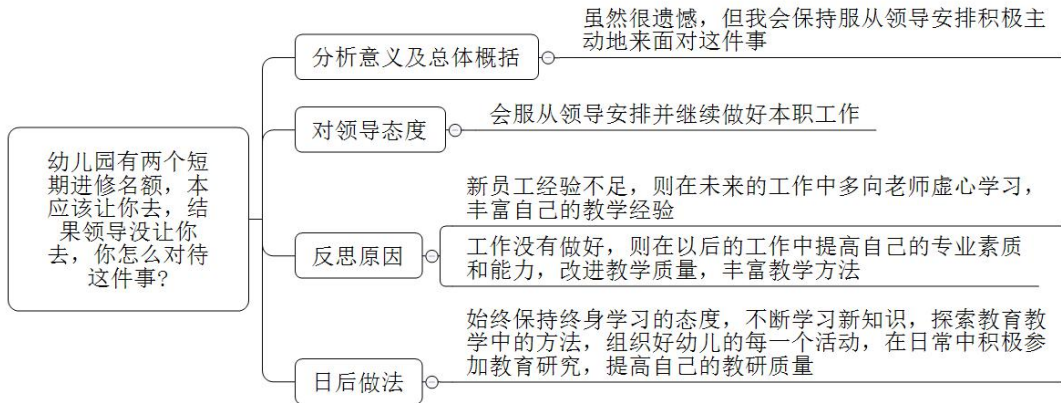 幼儿园有两个短
期进修名额，本
应该让你去，结
果领导没让你
去，你怎么对待
这件事？
分析意义及总体概括
虽然很遗憾，但我会保持服从领导安排积极主
动地来面对这件事
对领导态度
会服从领导安排并继续做好本职工作
反思原因
新员工经验不足，则在未来的工作中多向老师虚心学习，
丰富自己的教学经验
工作没有做好，则在以后的工作中提高自己的专业素质
和能力，改进教学质量，丰富教学方法
日后做法
始终保持终身学习的态度，不断学习新知识，探索教育教
学中的方法，组织好幼儿的每一个活动，在日常中积极参
加教育研究，提高自己的教研质量